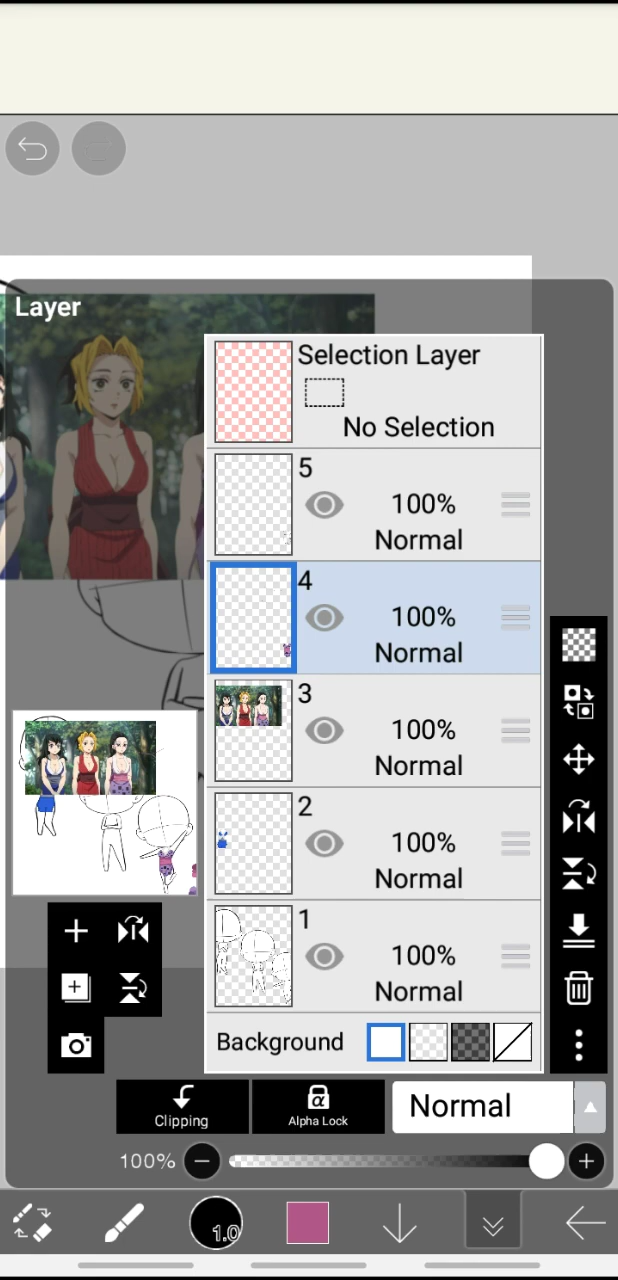 Layer
Selection Layer
No Selection
5
100%
Normal
4
100%
Normal
3
100%
Normal
2
100%
Normal
1
100%
Normal
Background
Clipping
α
Alpha Lock
Normal
100%
1.0